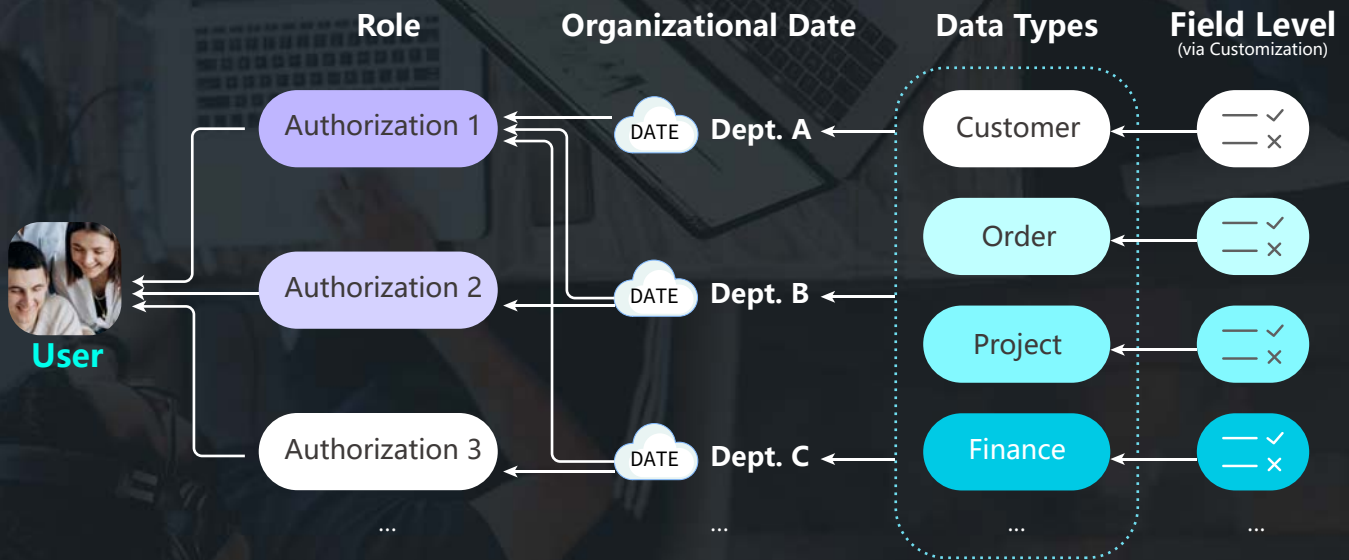 Role
Organizational Date
Data Types
Field Level
(via Customization)
Authorization 1
DATE
Dept. A
Customer
Order
Authorization 2
DATE
Dept. B
Project
User
Authorization 3
DATE
Dept. C
Finance
...
...
...
...